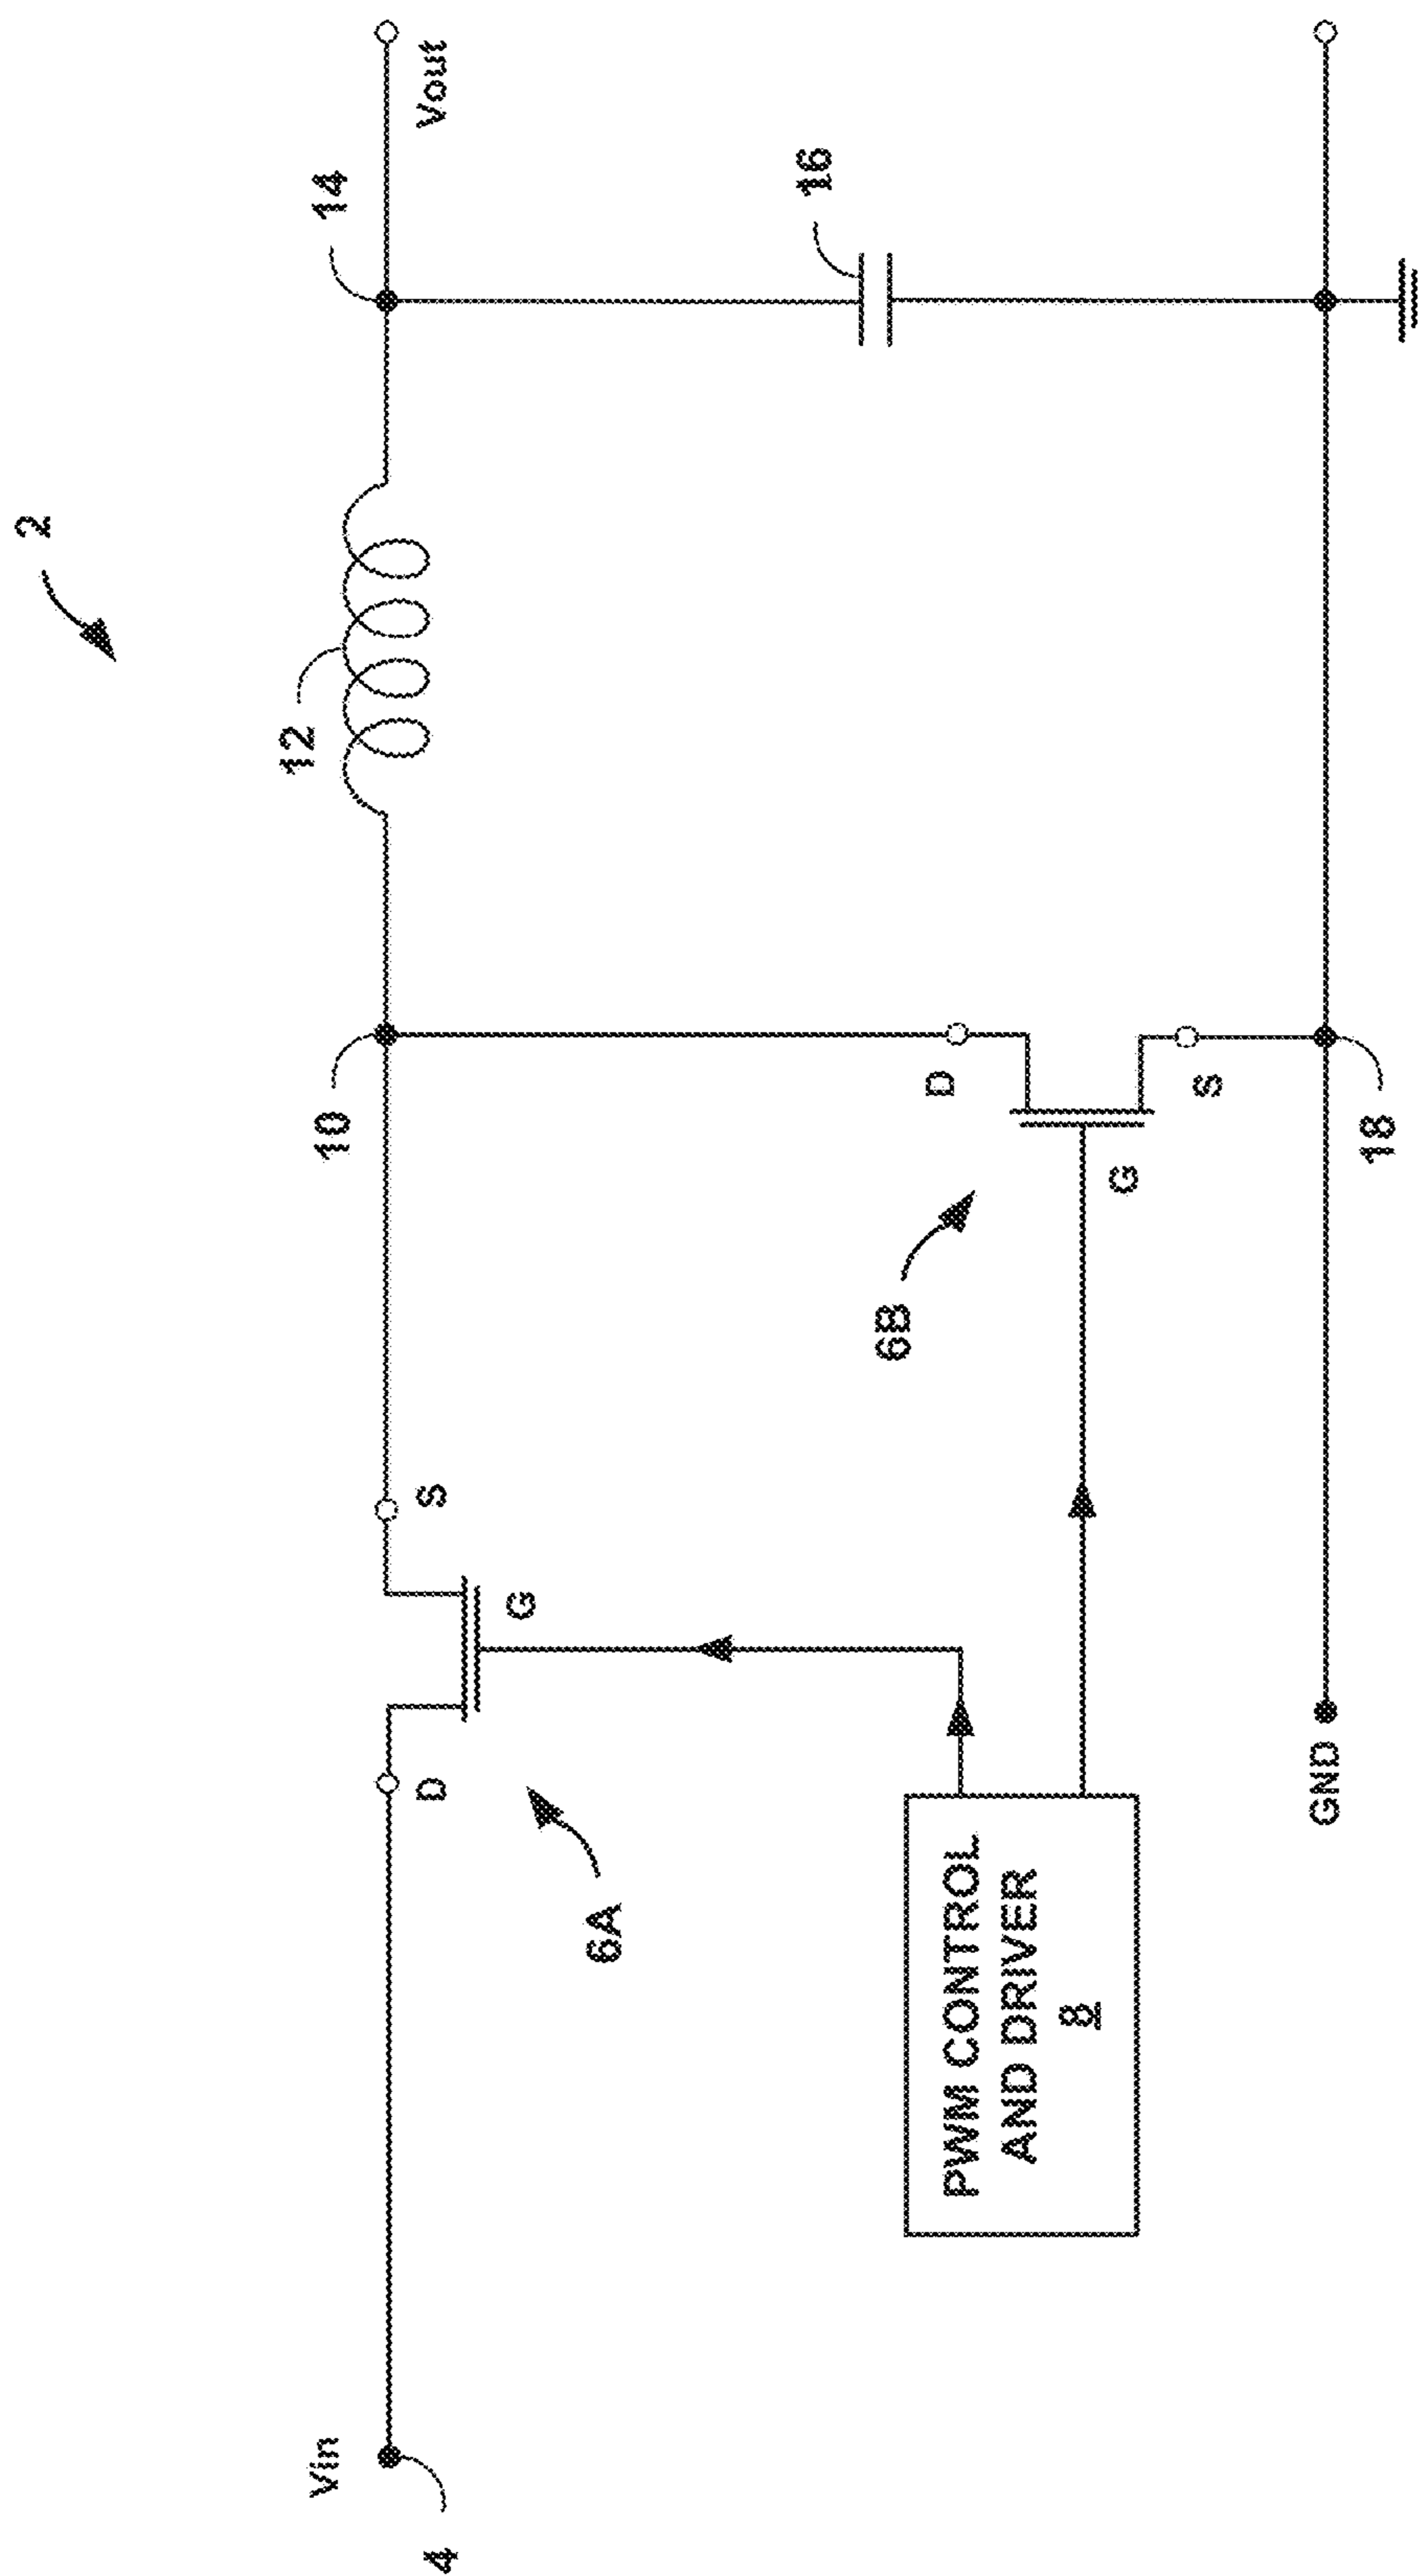 2
Vin
4
D
S
G
6A
10
12
14
Vout
6B
D
G
S
16
PWM CONTROL
AND DRIVER
8
GND
18